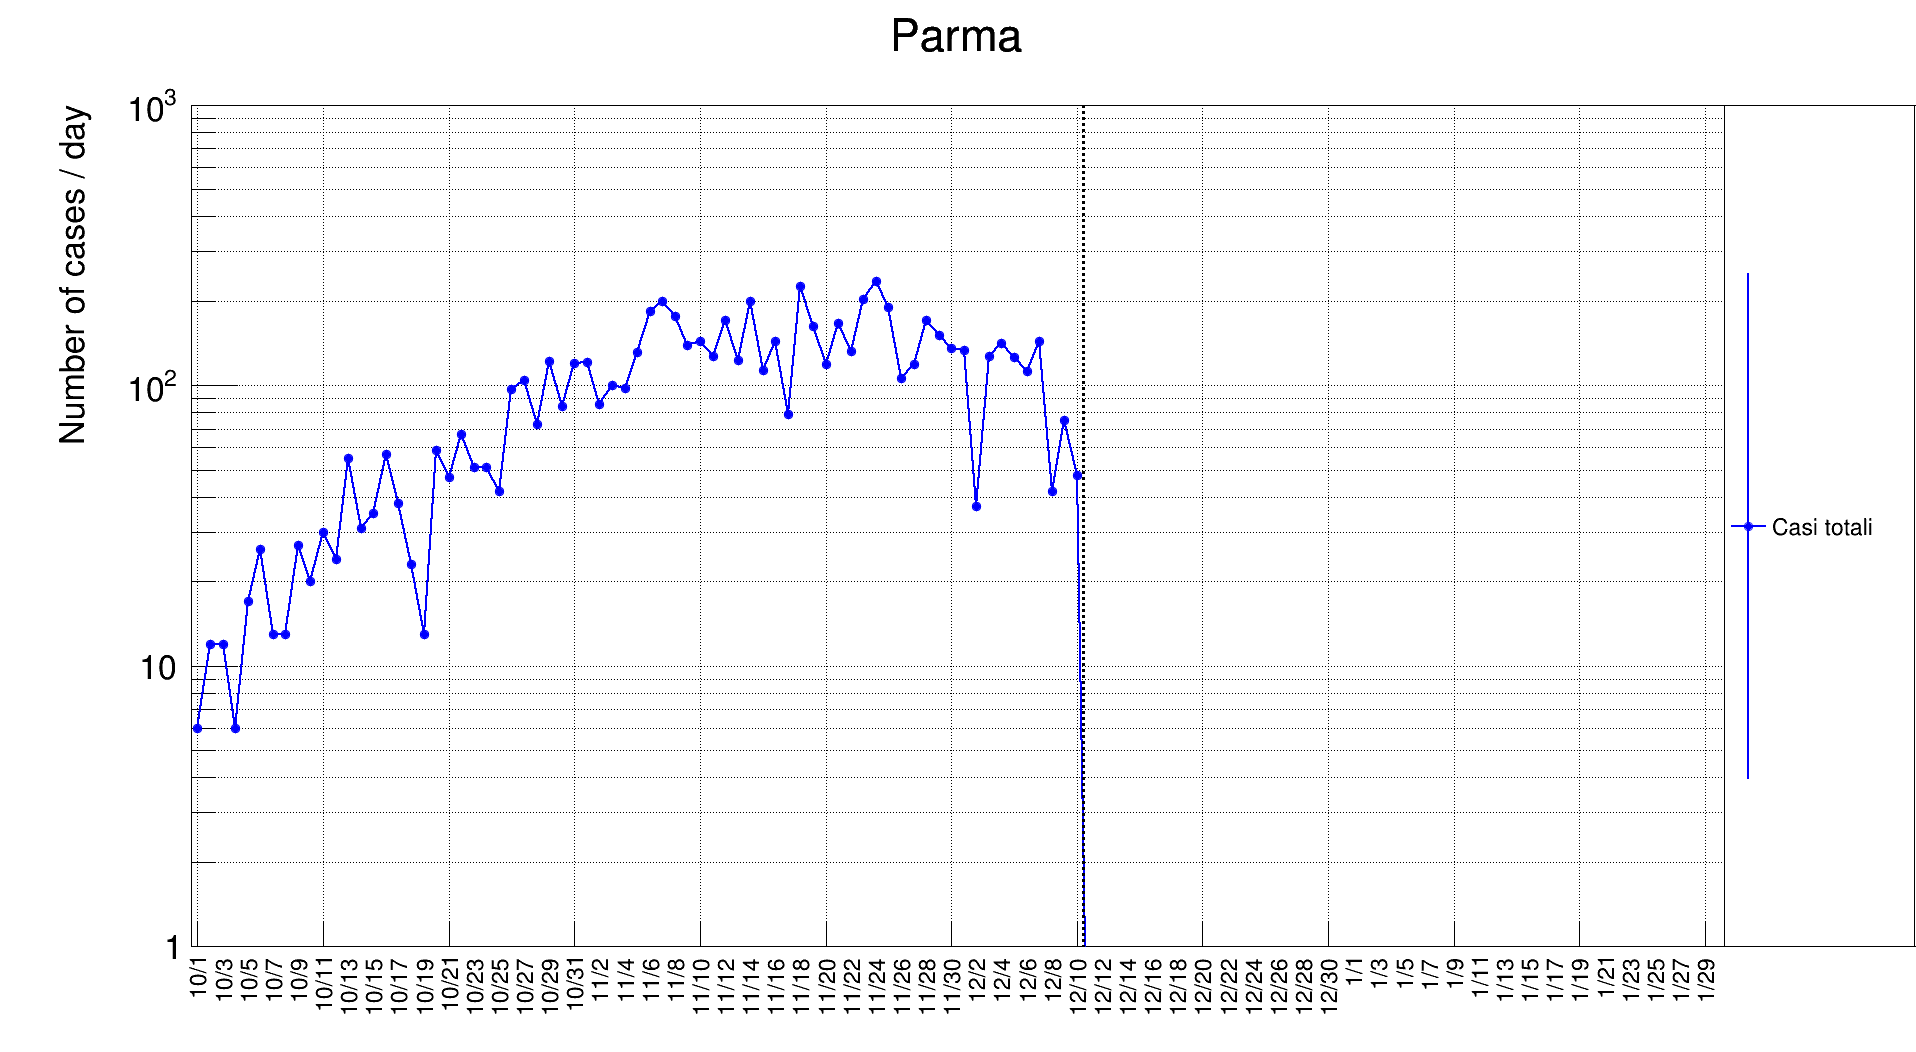 Parma
Number of cases / day
10³
10²
10
1
10/1 10/3 10/5 10/7 10/9 10/11 10/13 10/15 10/17 10/19 10/21 10/23 10/25 10/27 10/29 10/31 11/2 11/4 11/6 11/8 11/10 11/12 11/14 11/16 11/18 11/20 11/22 11/24 11/26 11/28 11/30 12/2 12/4 12/6 12/8 12/10 12/12 12/14 12/16 12/18 12/20 12/22 12/24 12/26 12/28 12/30 1/1 1/3 1/5 1/7 1/9 1/11 1/13 1/15 1/17 1/19 1/21 1/23 1/25 1/27 1/29
Casi totali